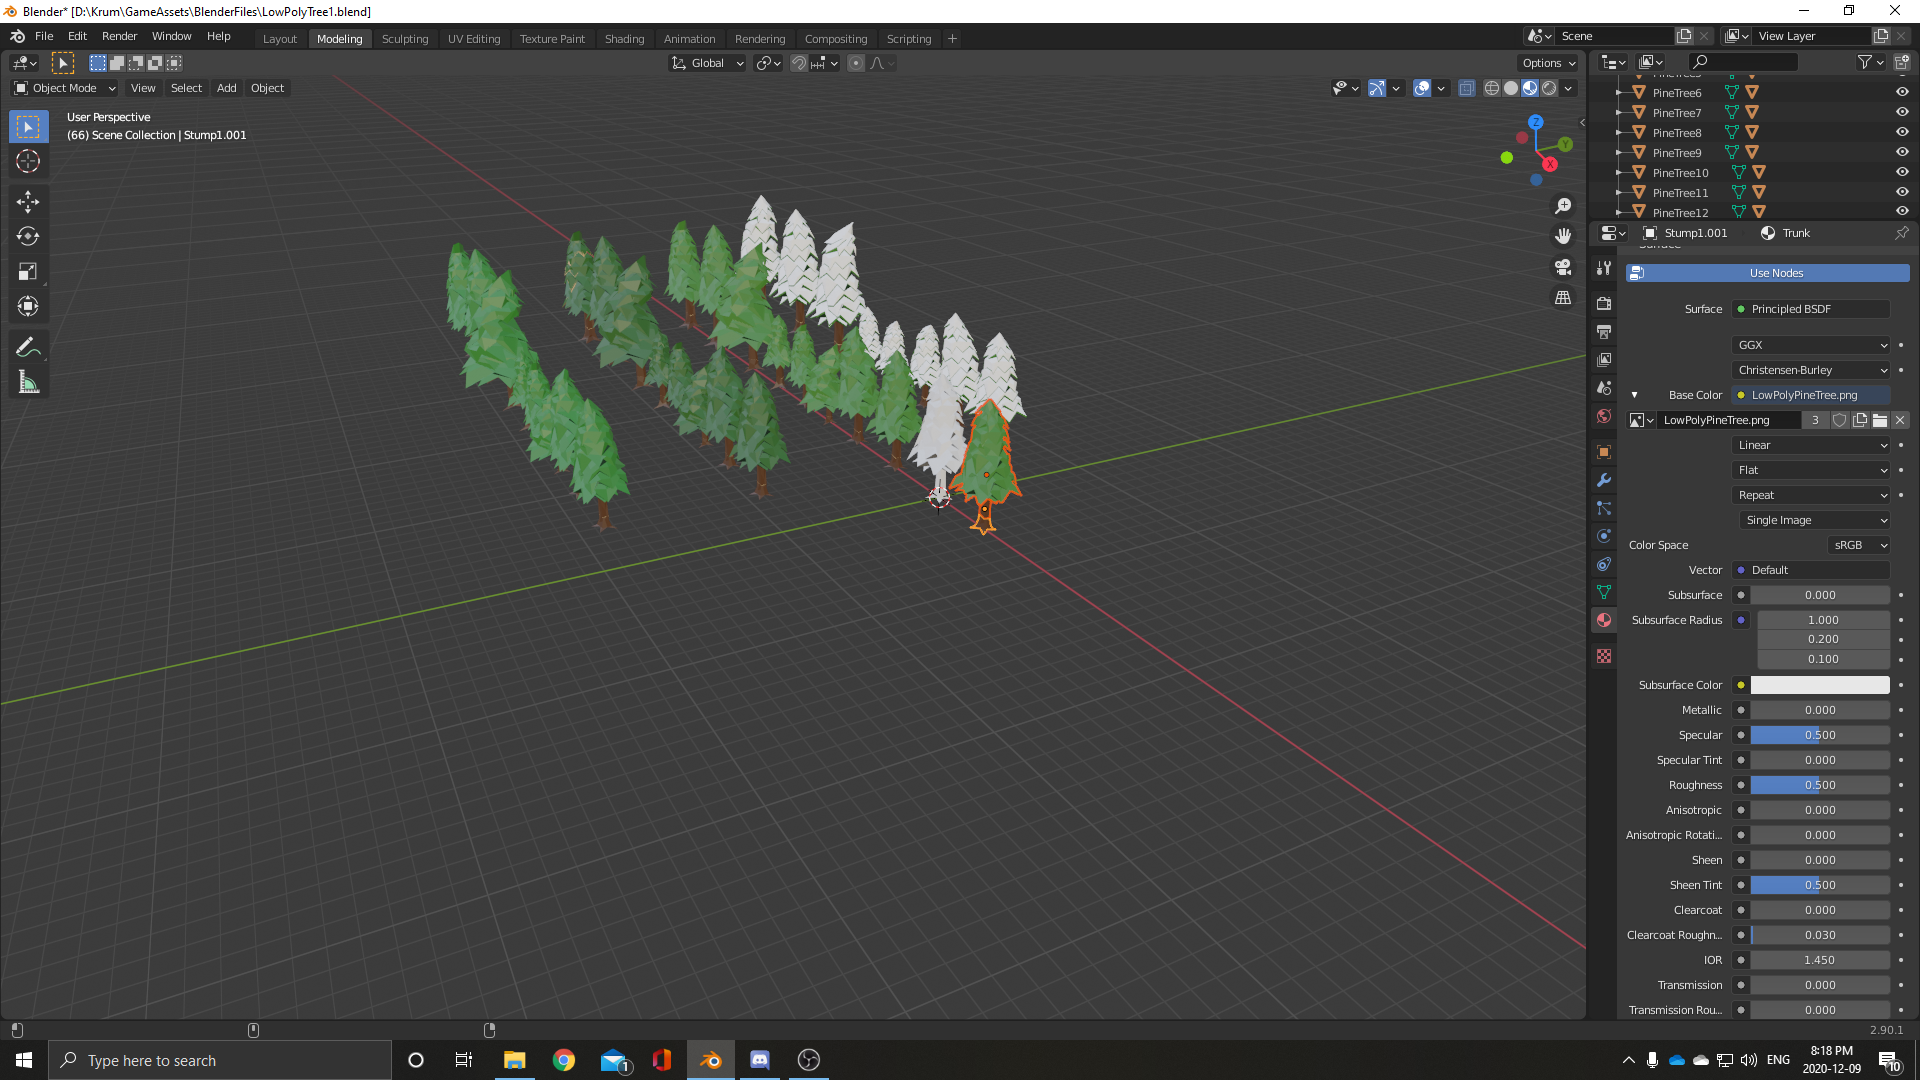 Blender* [D:\Krum\GameAssets\BlenderFiles\LowPolyTree1.blend]
File Edit Render Window Help
Layout Modeling Sculpting UV Editing Texture Paint Shading Animation Rendering Compositing Scripting
Scene
View Layer
Global
Options
Object Mode View Select Add Object
User Perspective
(66) Scene Collection | Stump1.001
Z
Y
X
PineTree6
PineTree7
PineTree8
PineTree9
PineTree10
PineTree11
PineTree12
Stump1.001 Trunk
Surface
Use Nodes
Surface Principled BSDF
GGX
Christensen-Burley
Base Color LowPolyPineTree.png
LowPolyPineTree.png 3
Linear
Flat
Repeat
Single Image
Color Space sRGB
Vector Default
Subsurface 0.000
Subsurface Radius 1.000
0.200
0.100
Subsurface Color
Metallic 0.000
Specular 0.500
Specular Tint 0.000
Roughness 0.500
Anisotropic 0.000
Anisotropic Rotati... 0.000
Sheen 0.000
Sheen Tint 0.500
Clearcoat 0.000
Clearcoat Roughn... 0.030
IOR 1.450
Transmission 0.000
Transmission Rou... 0.000
2.90.1
Type here to search
1
ENG
8:18 PM
2020-12-09
10